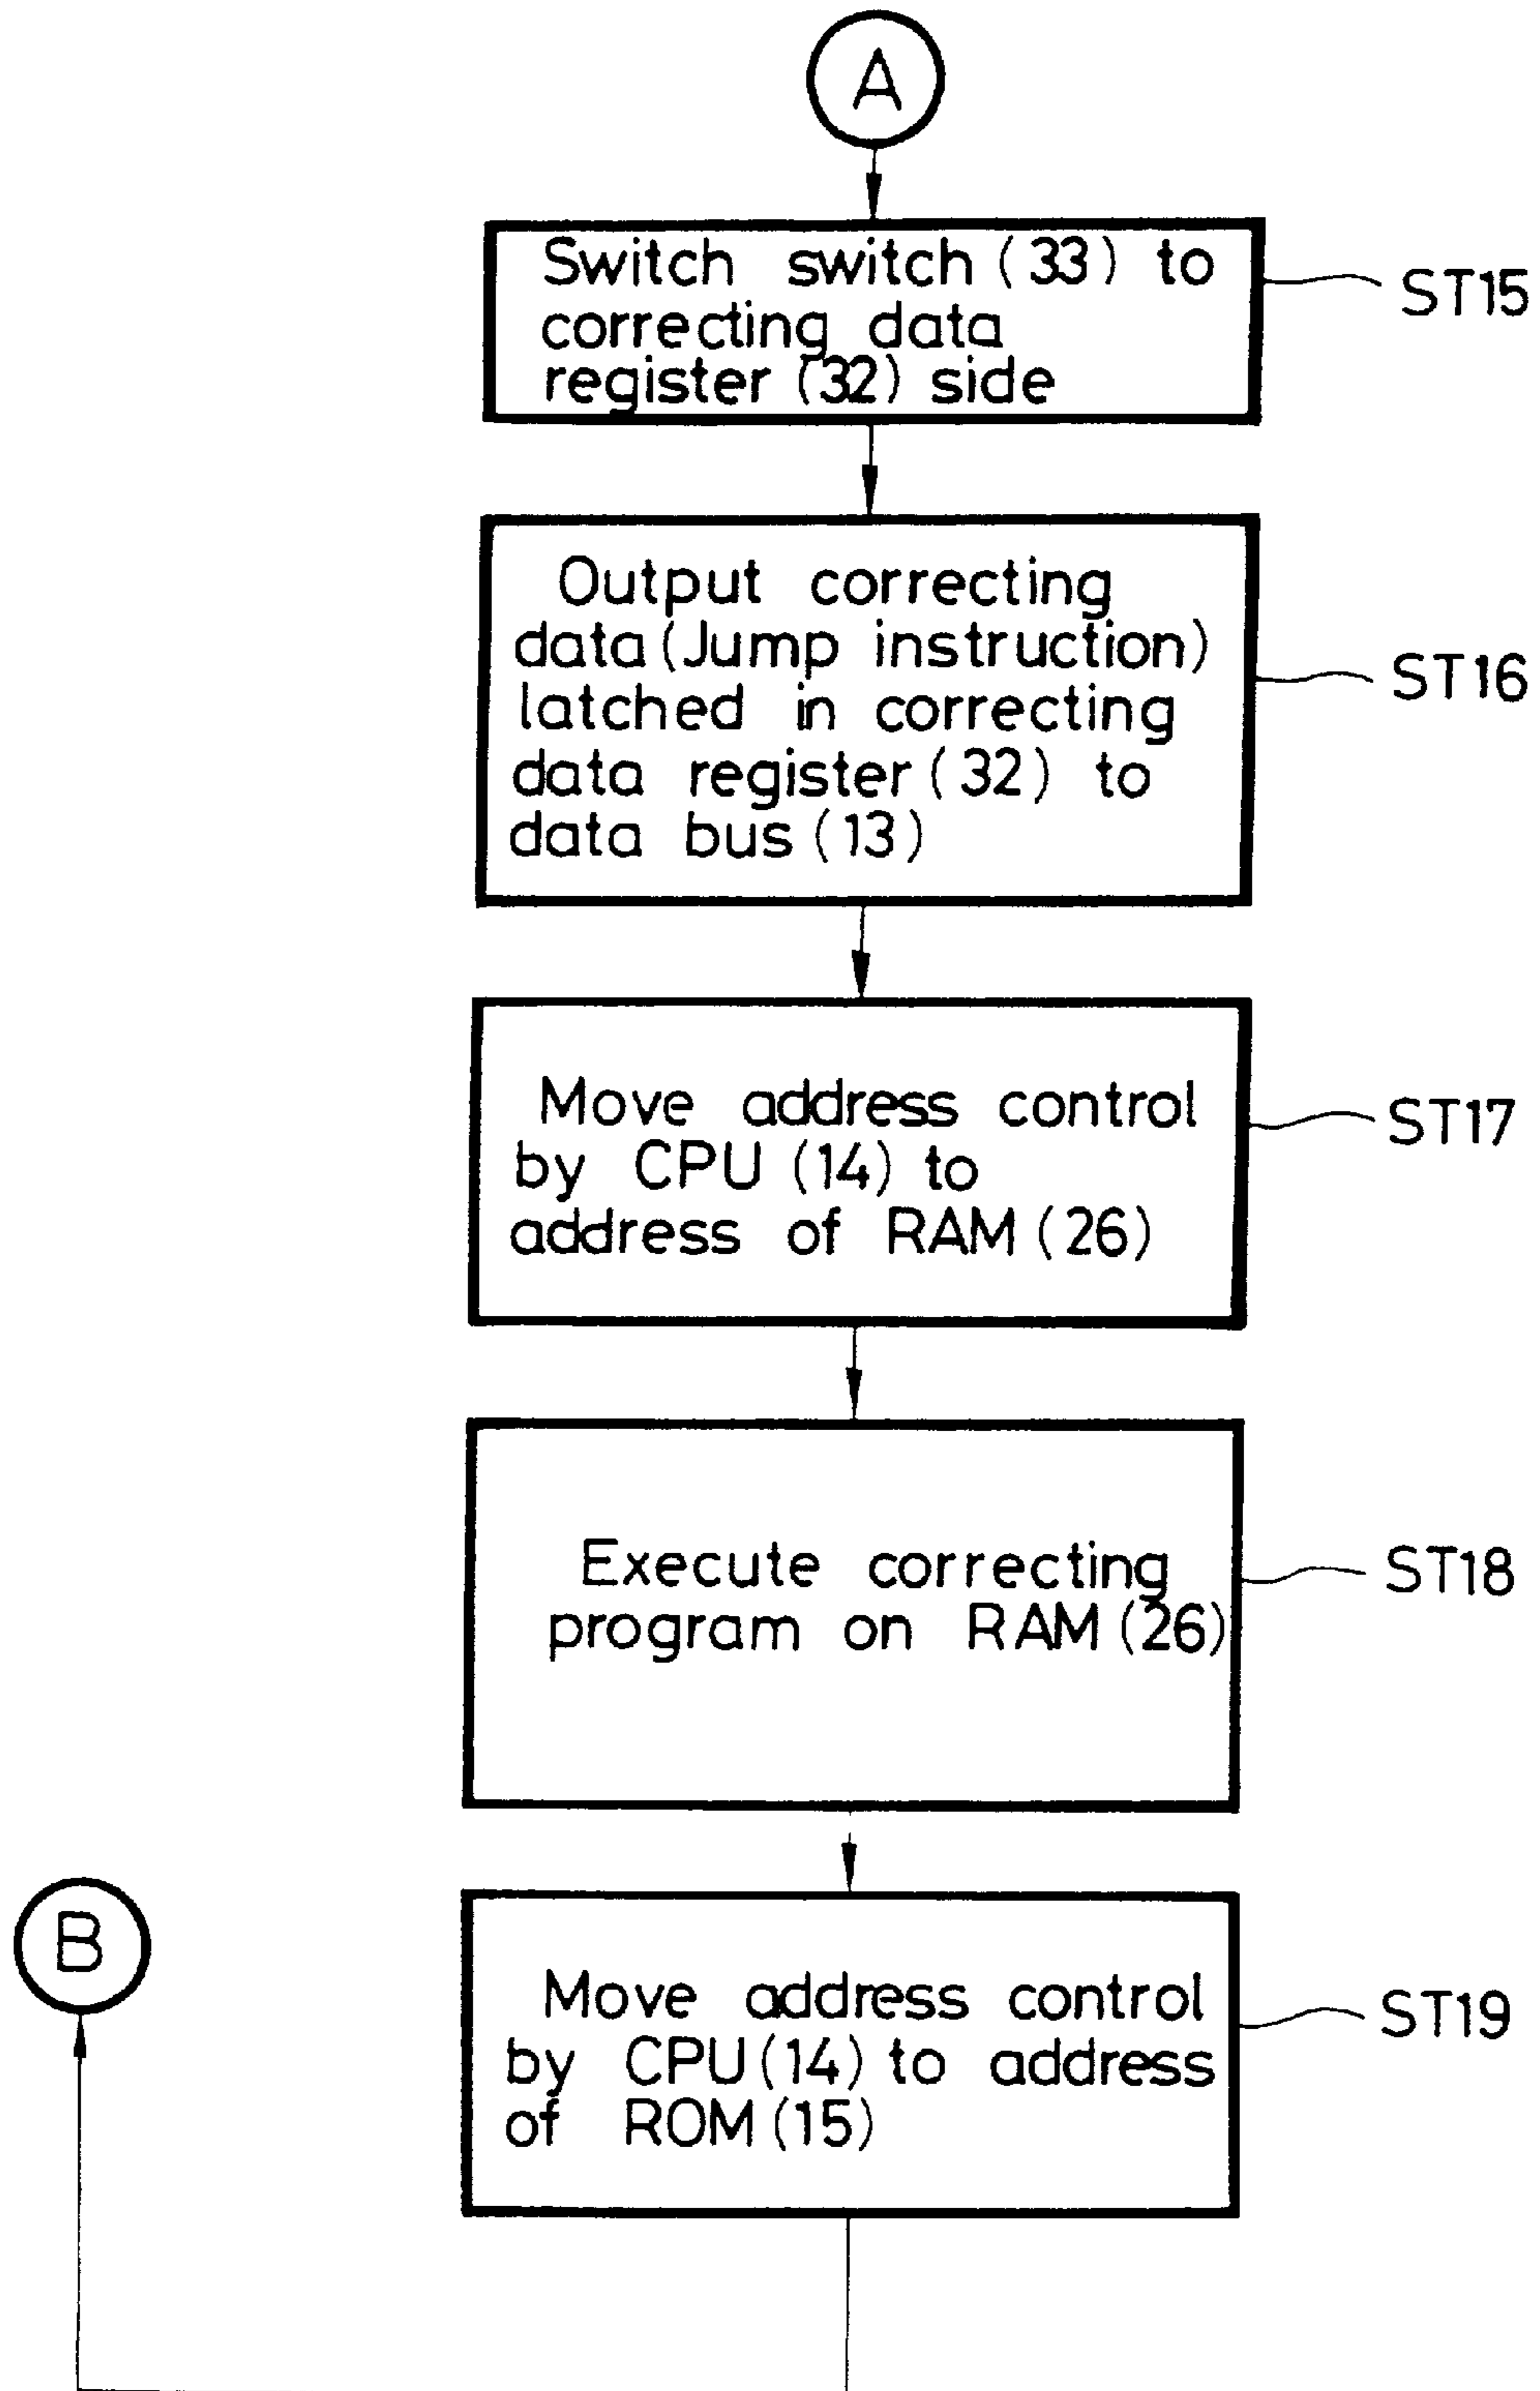 A
Switch switch (33) to
correcting data
register (32) side
ST15
Output correcting
data (Jump instruction)
latched in correcting
data register (32) to
data bus (13)
ST16
Move address control
by CPU (14) to
address of RAM (26)
ST17
Execute correcting
program on RAM (26)
ST18
B
Move address control
by CPU (14) to address
of ROM (15)
ST19